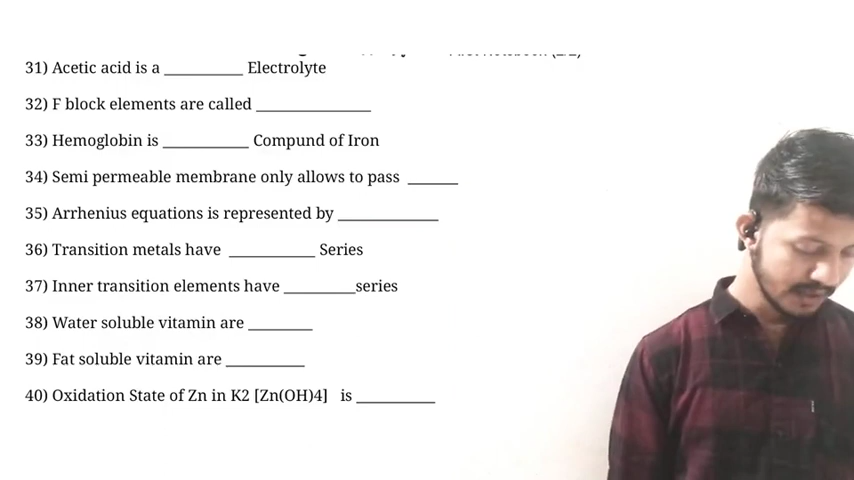 31) Acetic acid is a __________ Electrolyte
32) F block elements are called ______________
33) Hemoglobin is ___________ Compund of Iron
34) Semi permeable membrane only allows to pass ______
35) Arrhenius equations is represented by _____________
36) Transition metals have ___________ Series
37) Inner transition elements have _________series
38) Water soluble vitamin are ________
39) Fat soluble vitamin are __________
40) Oxidation State of Zn in K2 [Zn(OH)4] is __________